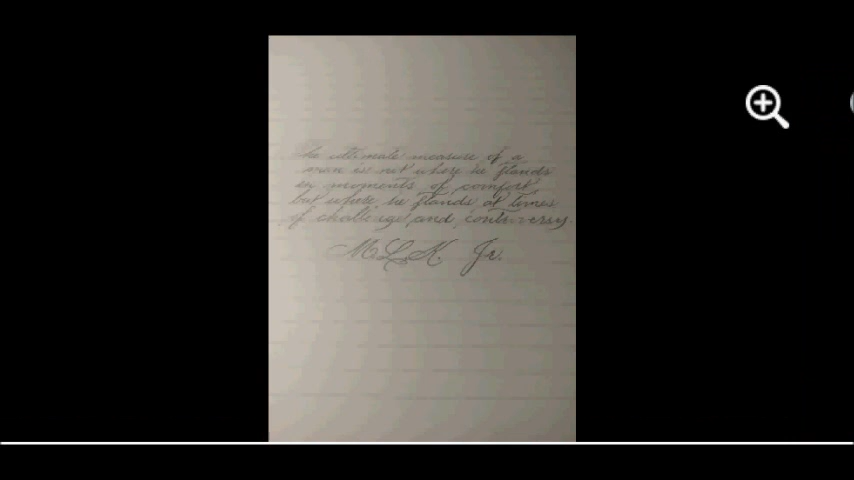 The ultimate measure of a
man is not where he stands
in moments of comfort,
but where he stands at times
of challenge and controversy
MLK. Jr.